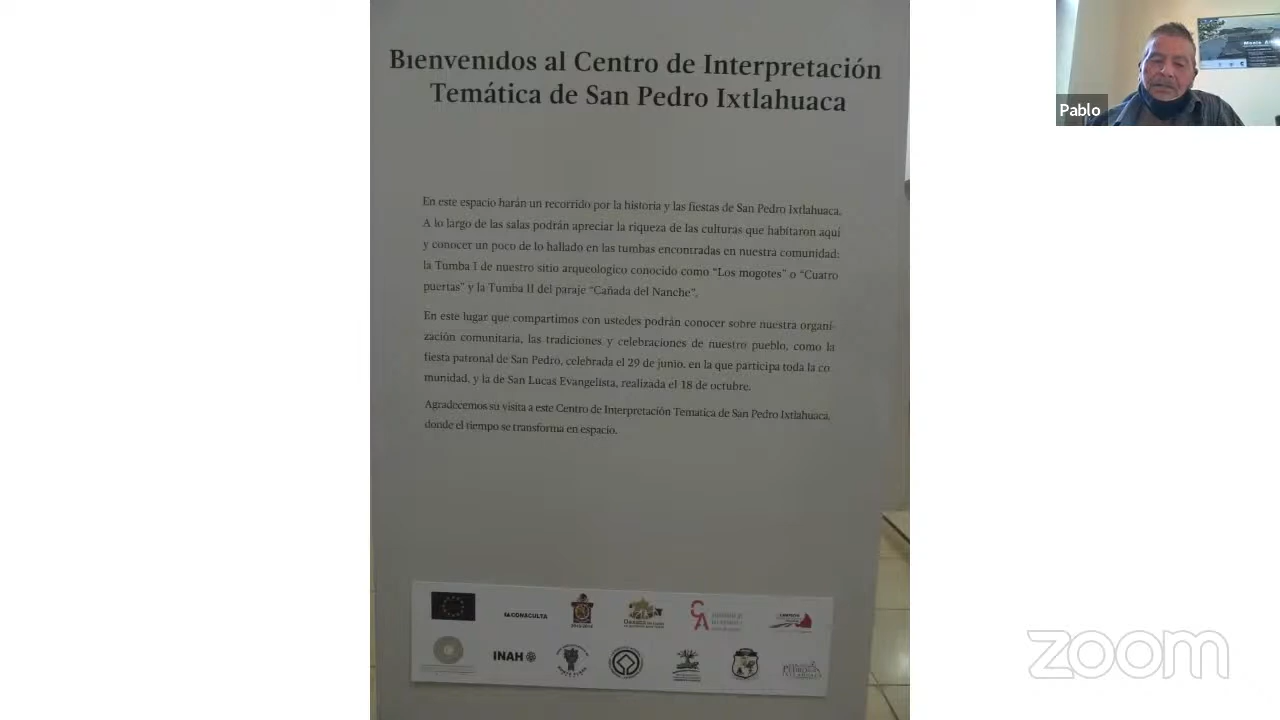 Bienvenidos al Centro de Interpretación
Temática de San Pedro Ixtlahuaca
Pablo
En este espacio harán un recorrido por la historia y las fiestas de San Pedro Ixtlahuaca.
A lo largo de las salas podrán apreciar la riqueza de las culturas que habitaron aquí
y conocer un poco de lo hallado en las tumbas encontradas en nuestra comunidad:
la Tumba I de nuestro sitio arqueologico conocido como "Los mogotes" o "Cuatro
puertas" y la Tumba II del paraje "Cañada del Nanche".
En este lugar que compartimos con ustedes podrán conocer sobre nuestra organi-
zación comunitaria, las tradiciones y celebraciones de nuestro pueblo, como la
fiesta patronal de San Pedro, celebrada el 29 de junio, en la que participa toda la co
munidad, y la de San Lucas Evangelista, realizada el 18 de octubre.
Agradecemos su visita a este Centro de Interpretación Tematica de San Pedro Ixtlahuaca,
donde el tiempo se transforma en espacio.
CONACULTA
Oaxaca
CA
INAH
zoom